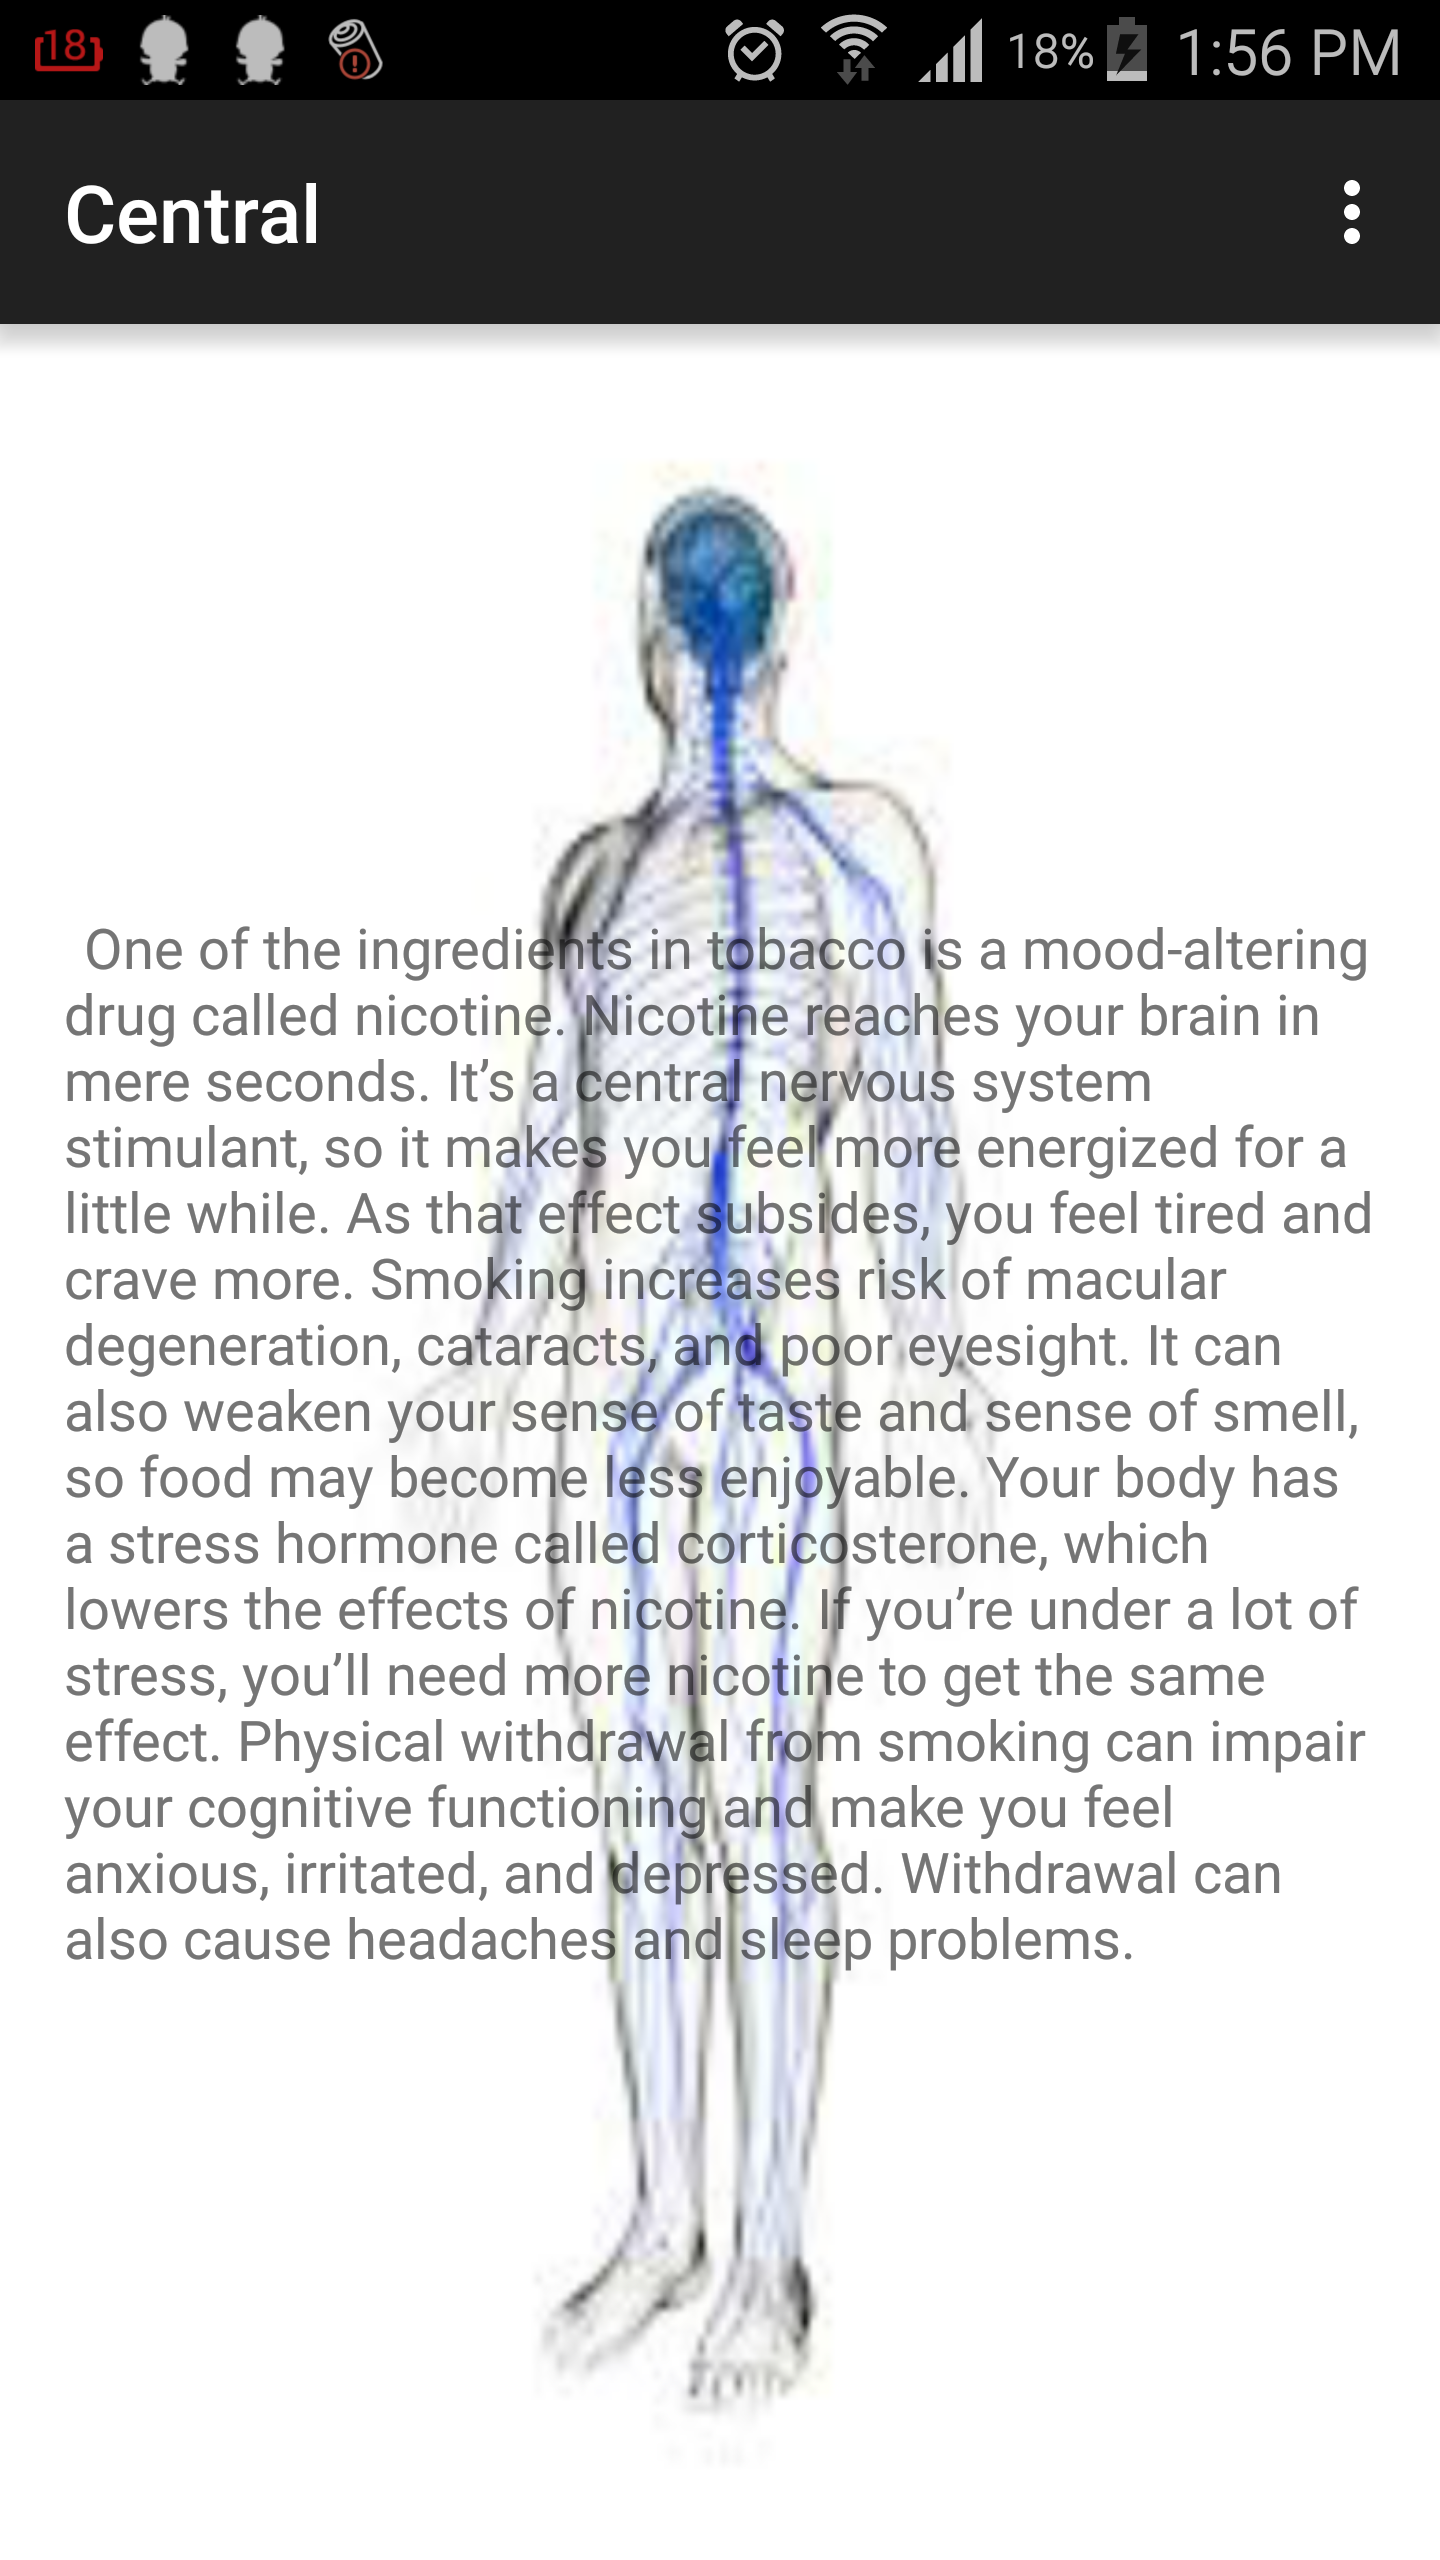 18
18%
1:56 PM
Central
One of the ingredients in tobacco is a mood-altering
drug called nicotine. Nicotine reaches your brain in
mere seconds. It’s a central nervous system
stimulant, so it makes you feel more energized for a
little while. As that effect subsides, you feel tired and
crave more. Smoking increases risk of macular
degeneration, cataracts, and poor eyesight. It can
also weaken your sense of taste and sense of smell,
so food may become less enjoyable. Your body has
a stress hormone called corticosterone, which
lowers the effects of nicotine. If you’re under a lot of
stress, you’ll need more nicotine to get the same
effect. Physical withdrawal from smoking can impair
your cognitive functioning and make you feel
anxious, irritated, and depressed. Withdrawal can
also cause headaches and sleep problems.